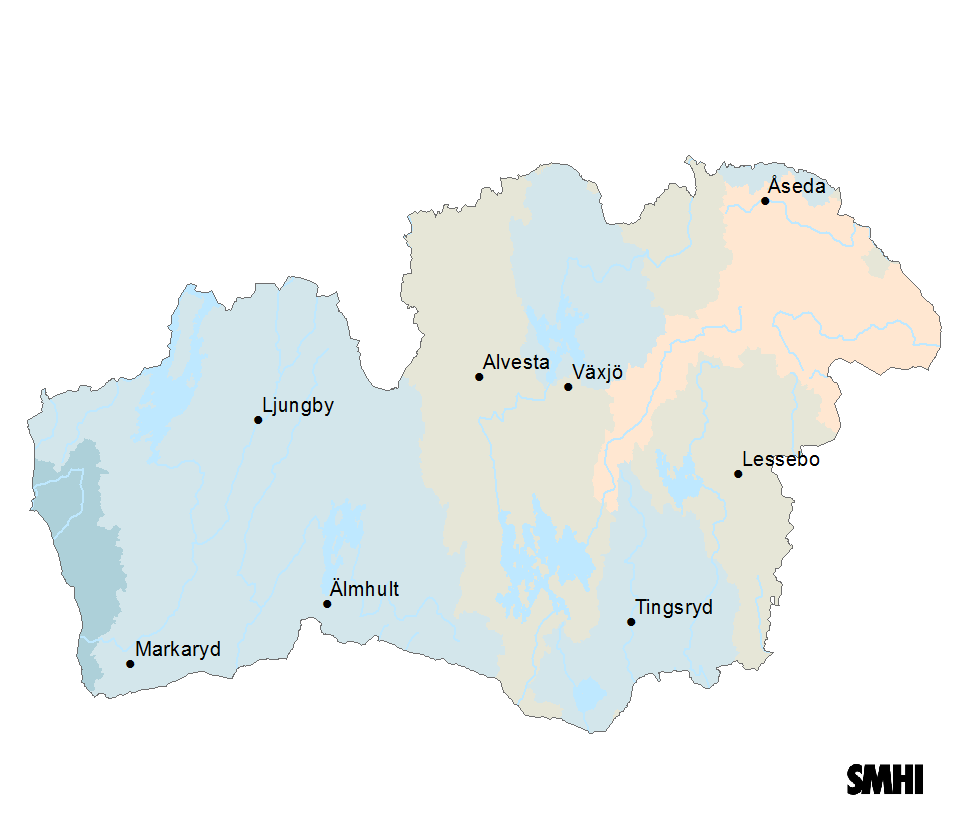 Åseda
Alvesta
Växjö
Ljungby
Lessebo
Älmhult
Tingsryd
Markaryd
SMHI